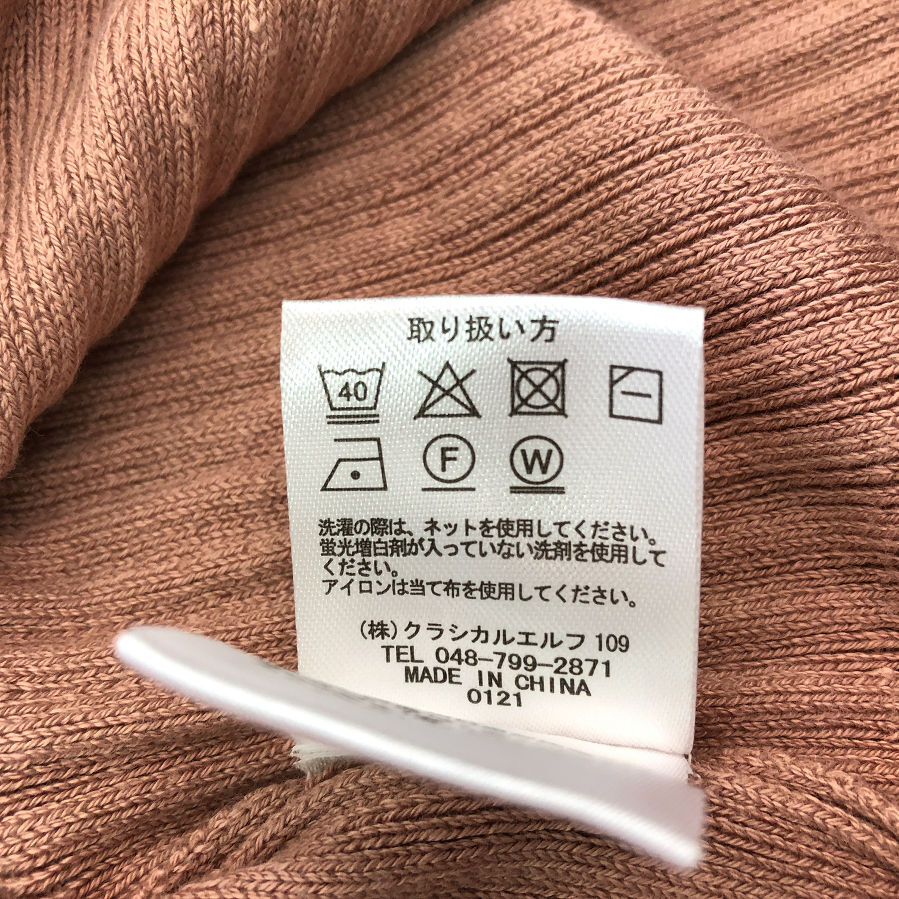 取り扱い方
40
F W
洗濯の際は、ネットを使用してください。
蛍光増白剤が入っていない洗剤を使用して
ください。
アイロンは当て布を使用してください。
(株)クラシカルエルフ 109
TEL 048-799-2871
MADE IN CHINA
0121